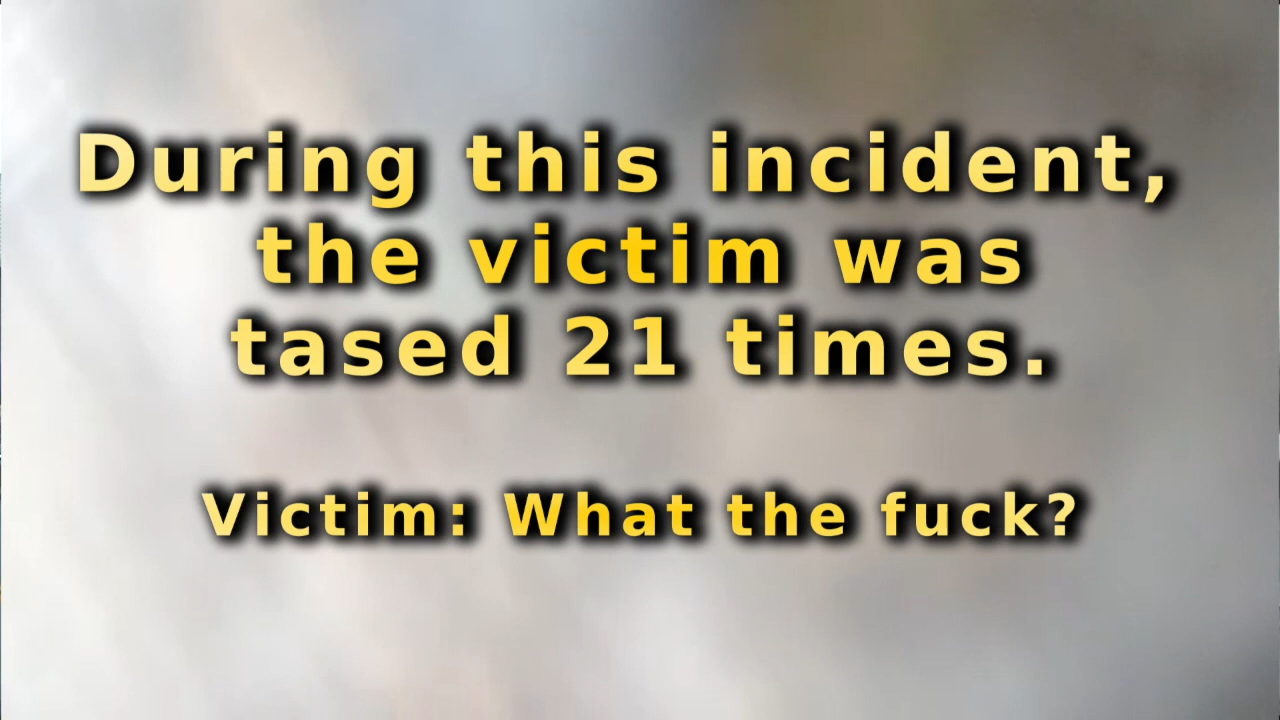 During this incident,
the victim was
tased 21 times.
Victim: What the fuck?